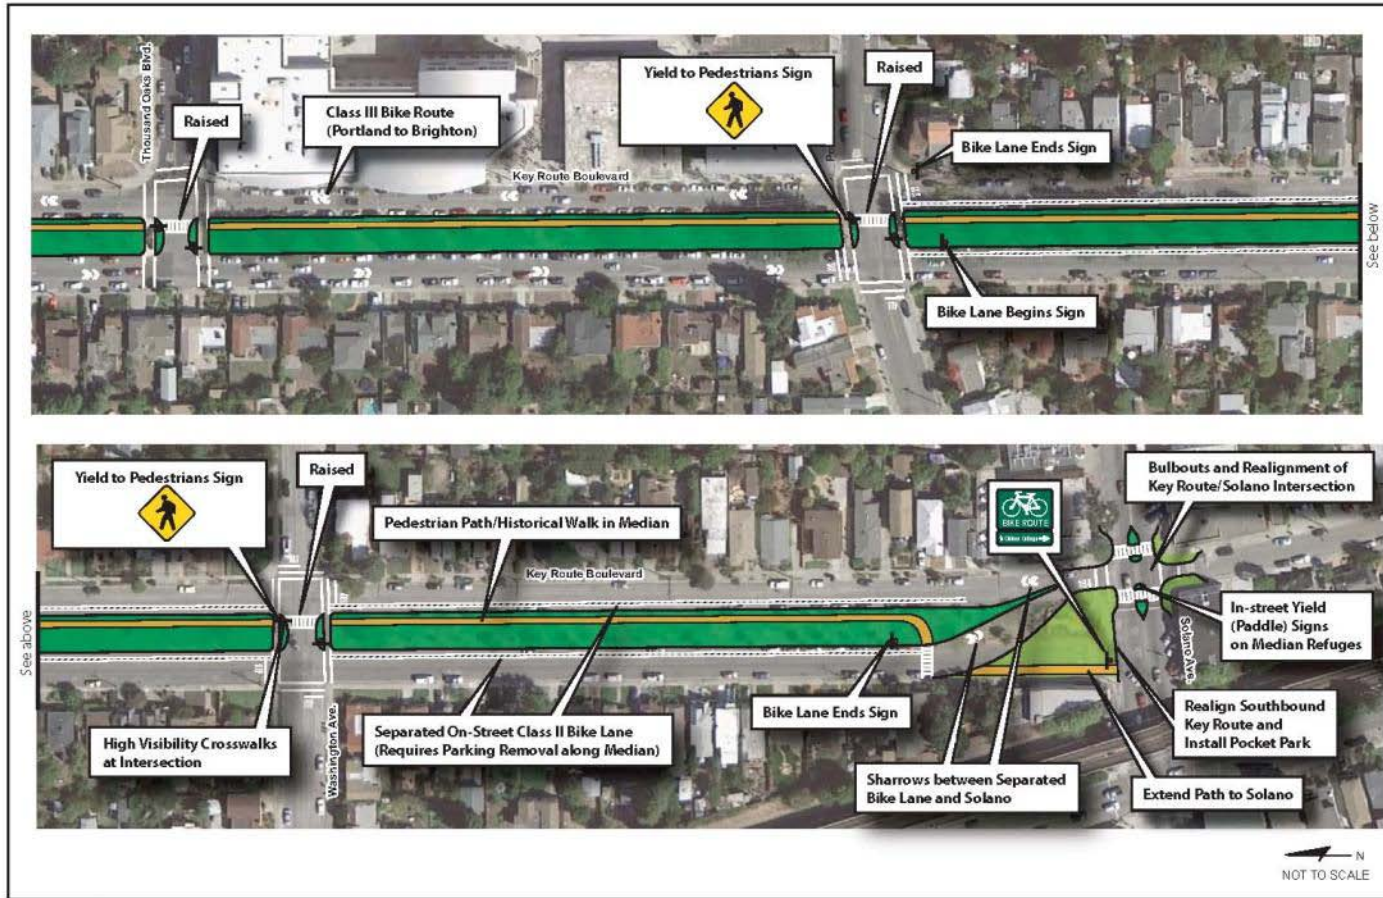 Thousand Oaks Blvd.
Raised
Class III Bike Route
(Portland to Brighton)
Key Route Boulevard
Yield to Pedestrians Sign
Raised
Bike Lane Ends Sign
Bike Lane Begins Sign
See below
Yield to Pedestrians Sign
Raised
Pedestrian Path/Historical Walk in Median
Key Route Boulevard
BIKE ROUTE
Bulbouts and Realignment of
Key Route/Solano Intersection
In-street Yield
(Paddle) Signs
on Median Refuges
Solano Ave.
See above
High Visibility Crosswalks
at Intersection
Washington Ave.
Separated On-Street Class II Bike Lane
(Requires Parking Removal along Median)
Bike Lane Ends Sign
Sharrows between Separated
Bike Lane and Solano
Realign Southbound
Key Route and
Install Pocket Park
Extend Path to Solano
N
NOT TO SCALE